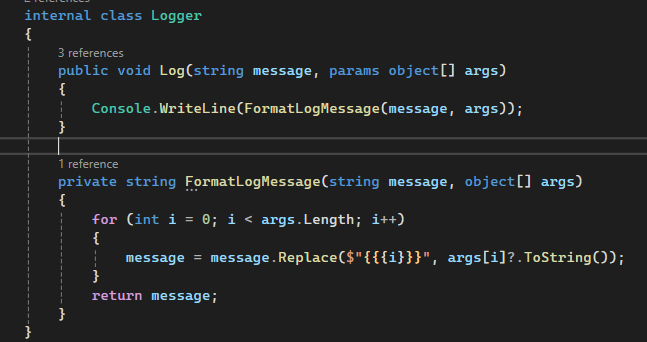 2 references
internal class Logger
{
3 references
public void Log(string message, params object[] args)
{
Console.WriteLine(FormatLogMessage(message, args));
}
1 reference
private string FormatLogMessage(string message, object[] args)
{
for (int i = 0; i < args.Length; i++)
{
message = message.Replace($"{{{i}}}", args[i]?.ToString());
}
return message;
}
}